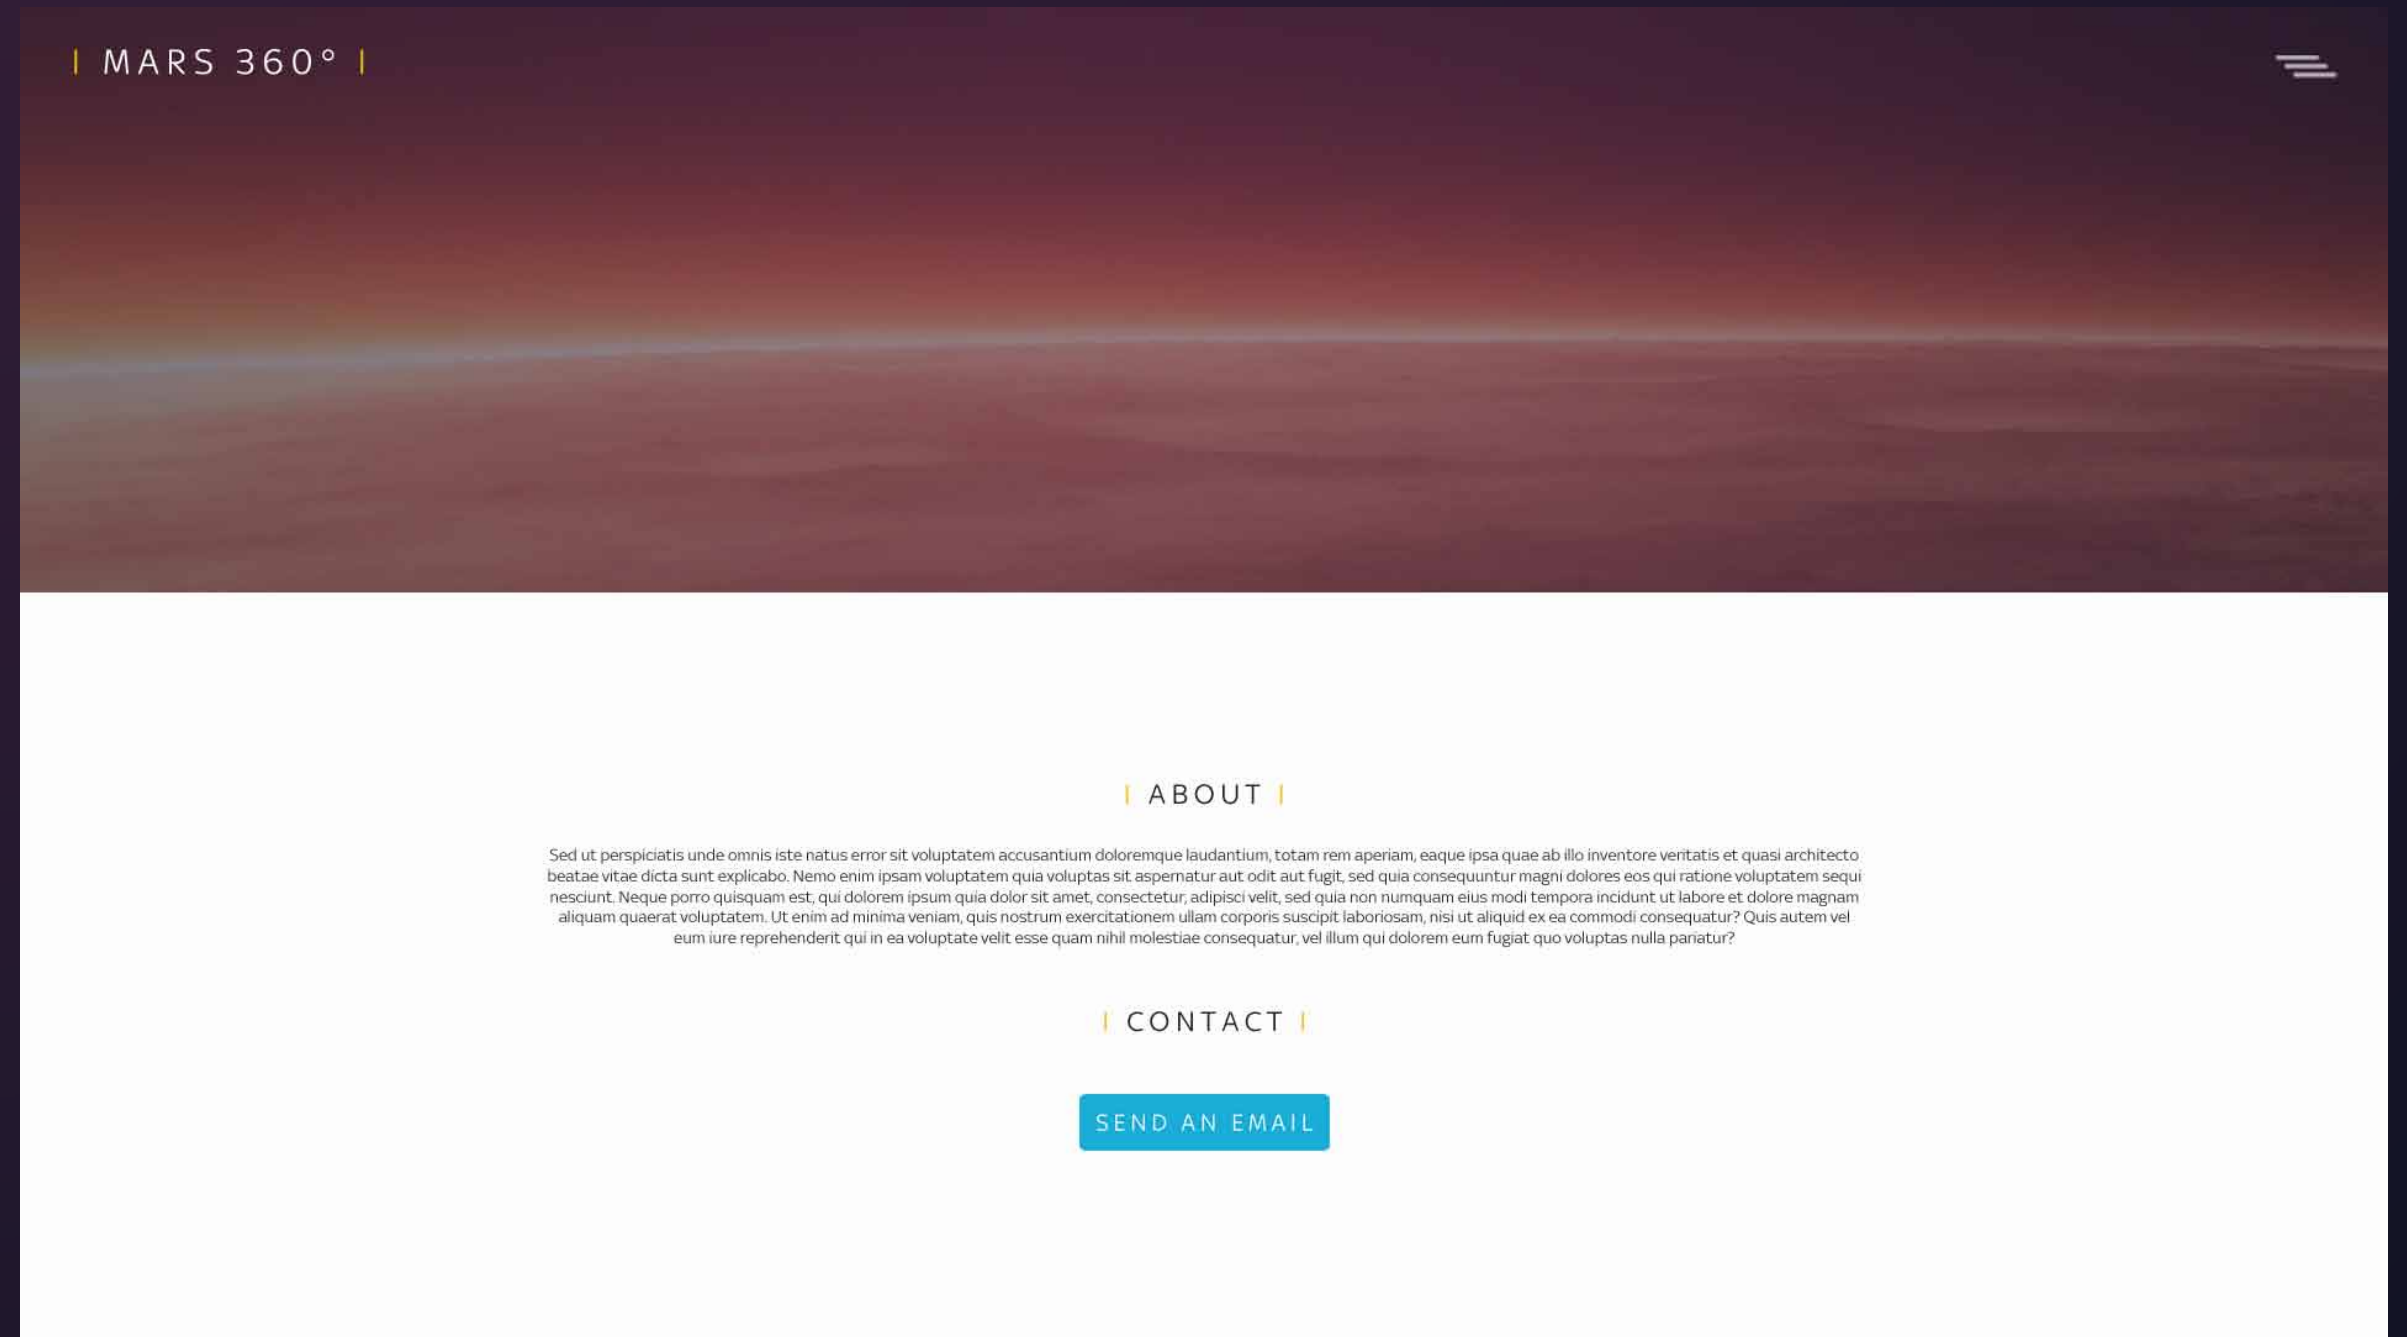 | MARS 360° |
| ABOUT |
Sed ut perspiciatis unde omnis iste natus error sit voluptatem accusantium doloremque laudantium, totam rem aperiam, eaque ipsa quae ab illo inventore veritatis et quasi architecto
beatae vitae dicta sunt explicabo. Nemo enim ipsam voluptatem quia voluptas sit aspernatur aut odit aut fugit, sed quia consequuntur magni dolores eos qui ratione voluptatem sequi
nesciunt. Neque porro quisquam est, qui dolorem ipsum quia dolor sit amet, consectetur, adipisci velit, sed quia non numquam eius modi tempora incidunt ut labore et dolore magnam
aliquam quaerat voluptatem. Ut enim ad minima veniam, quis nostrum exercitationem ullam corporis suscipit laboriosam, nisi ut aliquid ex ea commodi consequatur? Quis autem vel
eum iure reprehenderit qui in ea voluptate velit esse quam nihil molestiae consequatur, vel illum qui dolorem eum fugiat quo voluptas nulla pariatur?
| CONTACT |
SEND AN EMAIL